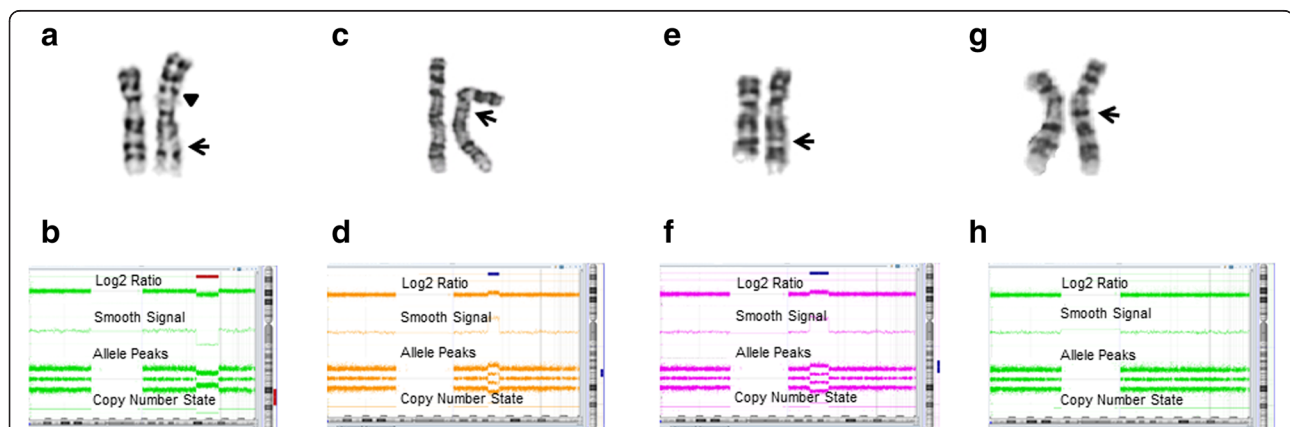 a
c
e
g
b
d
f
h
Log2 Ratio
Smooth Signal
Allele Peaks
Copy Number State
Log2 Ratio
Smooth Signal
Allele Peaks
Copy Number State
Log2 Ratio
Smooth Signal
Allele Peaks
Copy Number State
Log2 Ratio
Smooth Signal
Allele Peaks
Copy Number State